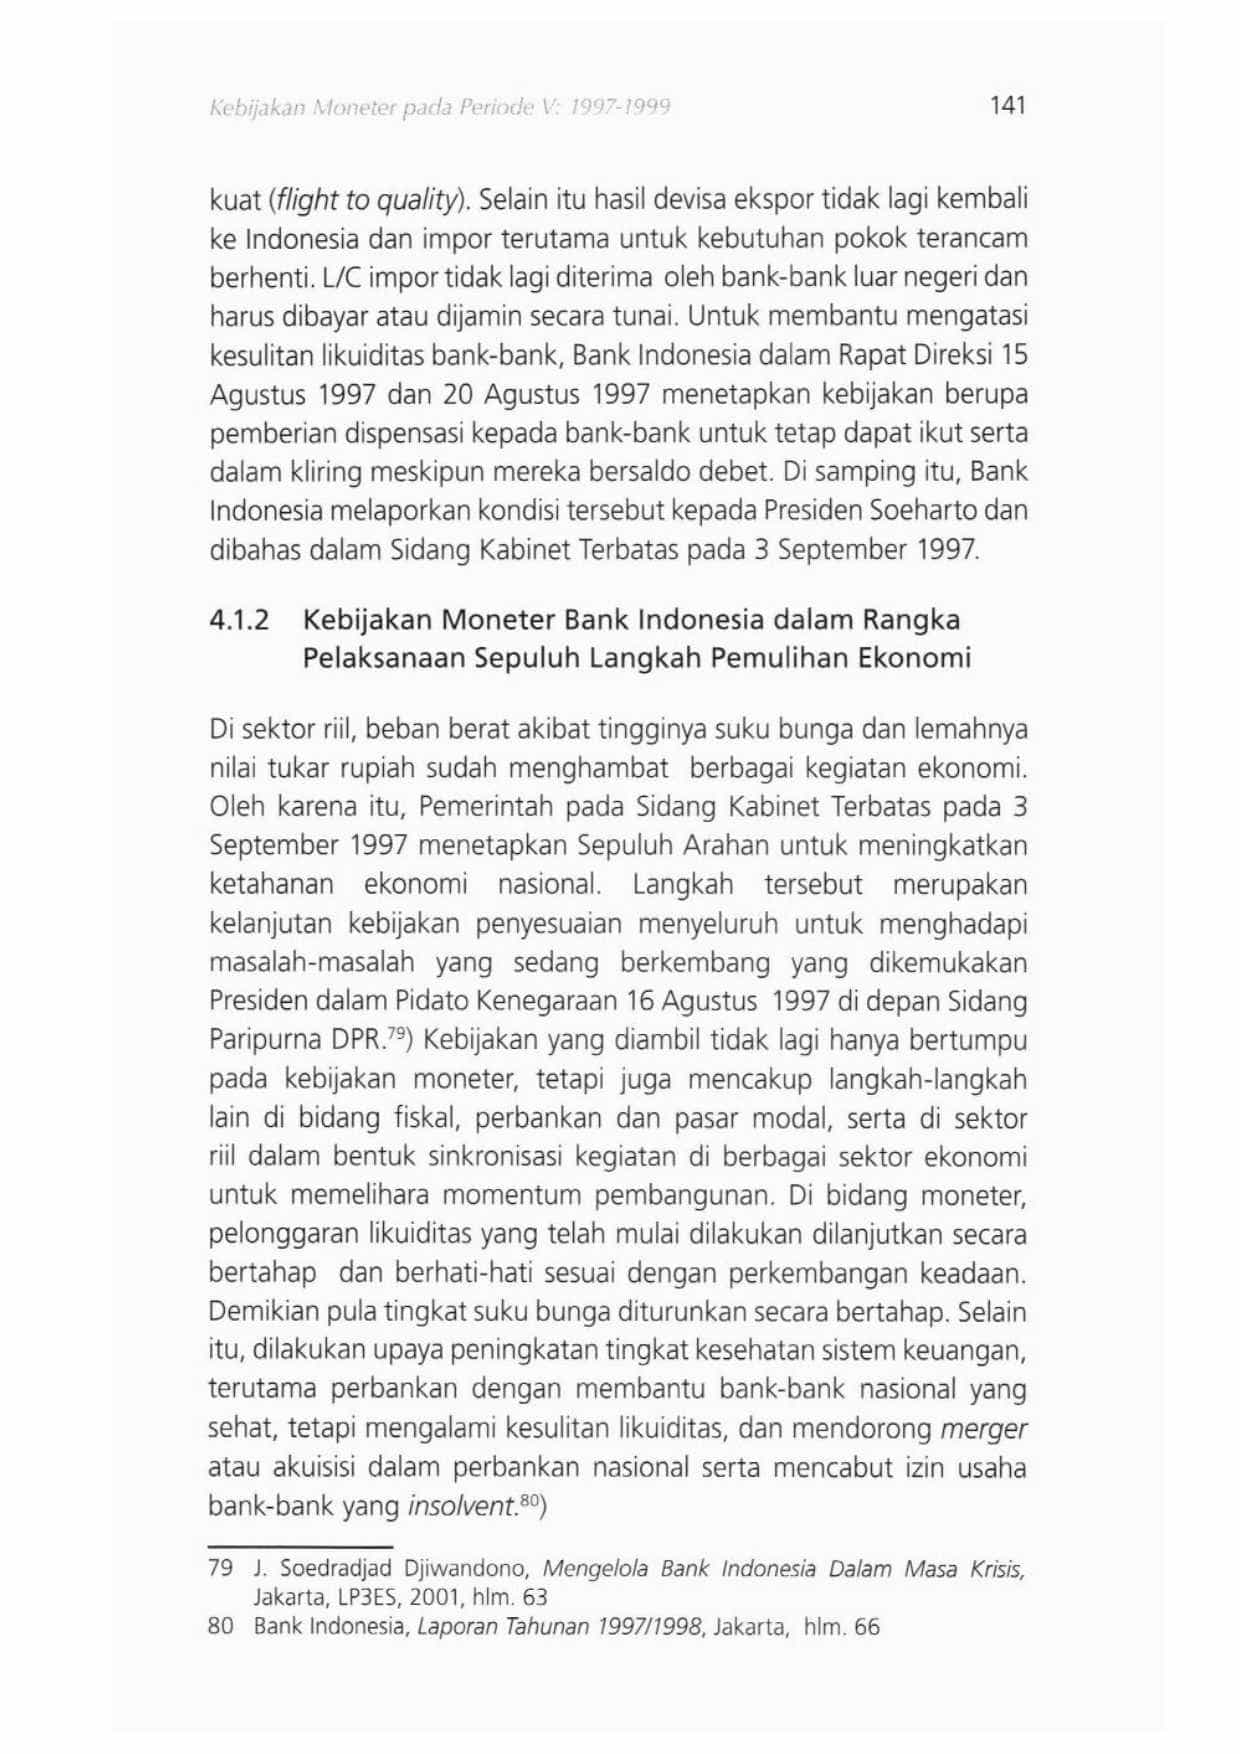 Kebijakan Moneter pada Periode V: 1997-1999 141
kuat (flight to quality). Selain itu hasil devisa ekspor tidak lagi kembali
ke Indonesia dan impor terutama untuk kebutuhan pokok terancam
berhenti. L/C impor tidak lagi diterima oleh bank-bank luar negeri dan
harus dibayar atau dijamin secara tunai. Untuk membantu mengatasi
kesulitan likuiditas bank-bank, Bank Indonesia dalam Rapat Direksi 15
Agustus 1997 dan 20 Agustus 1997 menetapkan kebijakan berupa
pemberian dispensasi kepada bank-bank untuk tetap dapat ikut serta
dalam kliring meskipun mereka bersaldo debet. Di samping itu, Bank
Indonesia melaporkan kondisi tersebut kepada Presiden Soeharto dan
dibahas dalam Sidang Kabinet Terbatas pada 3 September 1997.
4.1.2 Kebijakan Moneter Bank Indonesia dalam Rangka
Pelaksanaan Sepuluh Langkah Pemulihan Ekonomi
Di sektor riil, beban berat akibat tingginya suku bunga dan lemahnya
nilai tukar rupiah sudah menghambat berbagai kegiatan ekonomi.
Oleh karena itu, Pemerintah pada Sidang Kabinet Terbatas pada 3
September 1997 menetapkan Sepuluh Arahan untuk meningkatkan
ketahanan ekonomi nasional. Langkah tersebut merupakan
kelanjutan kebijakan penyesuaian menyeluruh untuk menghadapi
masalah-masalah yang sedang berkembang yang dikemukakan
Presiden dalam Pidato Kenegaraan 16 Agustus 1997 di depan Sidang
Paripurna DPR.⁷⁹) Kebijakan yang diambil tidak lagi hanya bertumpu
pada kebijakan moneter, tetapi juga mencakup langkah-langkah
lain di bidang fiskal, perbankan dan pasar modal, serta di sektor
riil dalam bentuk sinkronisasi kegiatan di berbagai sektor ekonomi
untuk memelihara momentum pembangunan. Di bidang moneter,
pelonggaran likuiditas yang telah mulai dilakukan dilanjutkan secara
bertahap dan berhati-hati sesuai dengan perkembangan keadaan.
Demikian pula tingkat suku bunga diturunkan secara bertahap. Selain
itu, dilakukan upaya peningkatan tingkat kesehatan sistem keuangan,
terutama perbankan dengan membantu bank-bank nasional yang
sehat, tetapi mengalami kesulitan likuiditas, dan mendorong merger
atau akuisisi dalam perbankan nasional serta mencabut izin usaha
bank-bank yang insolvent.⁸⁰)
79 J. Soedradjad Djiwandono, Mengelola Bank Indonesia Dalam Masa Krisis,
Jakarta, LP3ES, 2001, hlm. 63
80 Bank Indonesia, Laporan Tahunan 1997/1998, Jakarta, hlm. 66